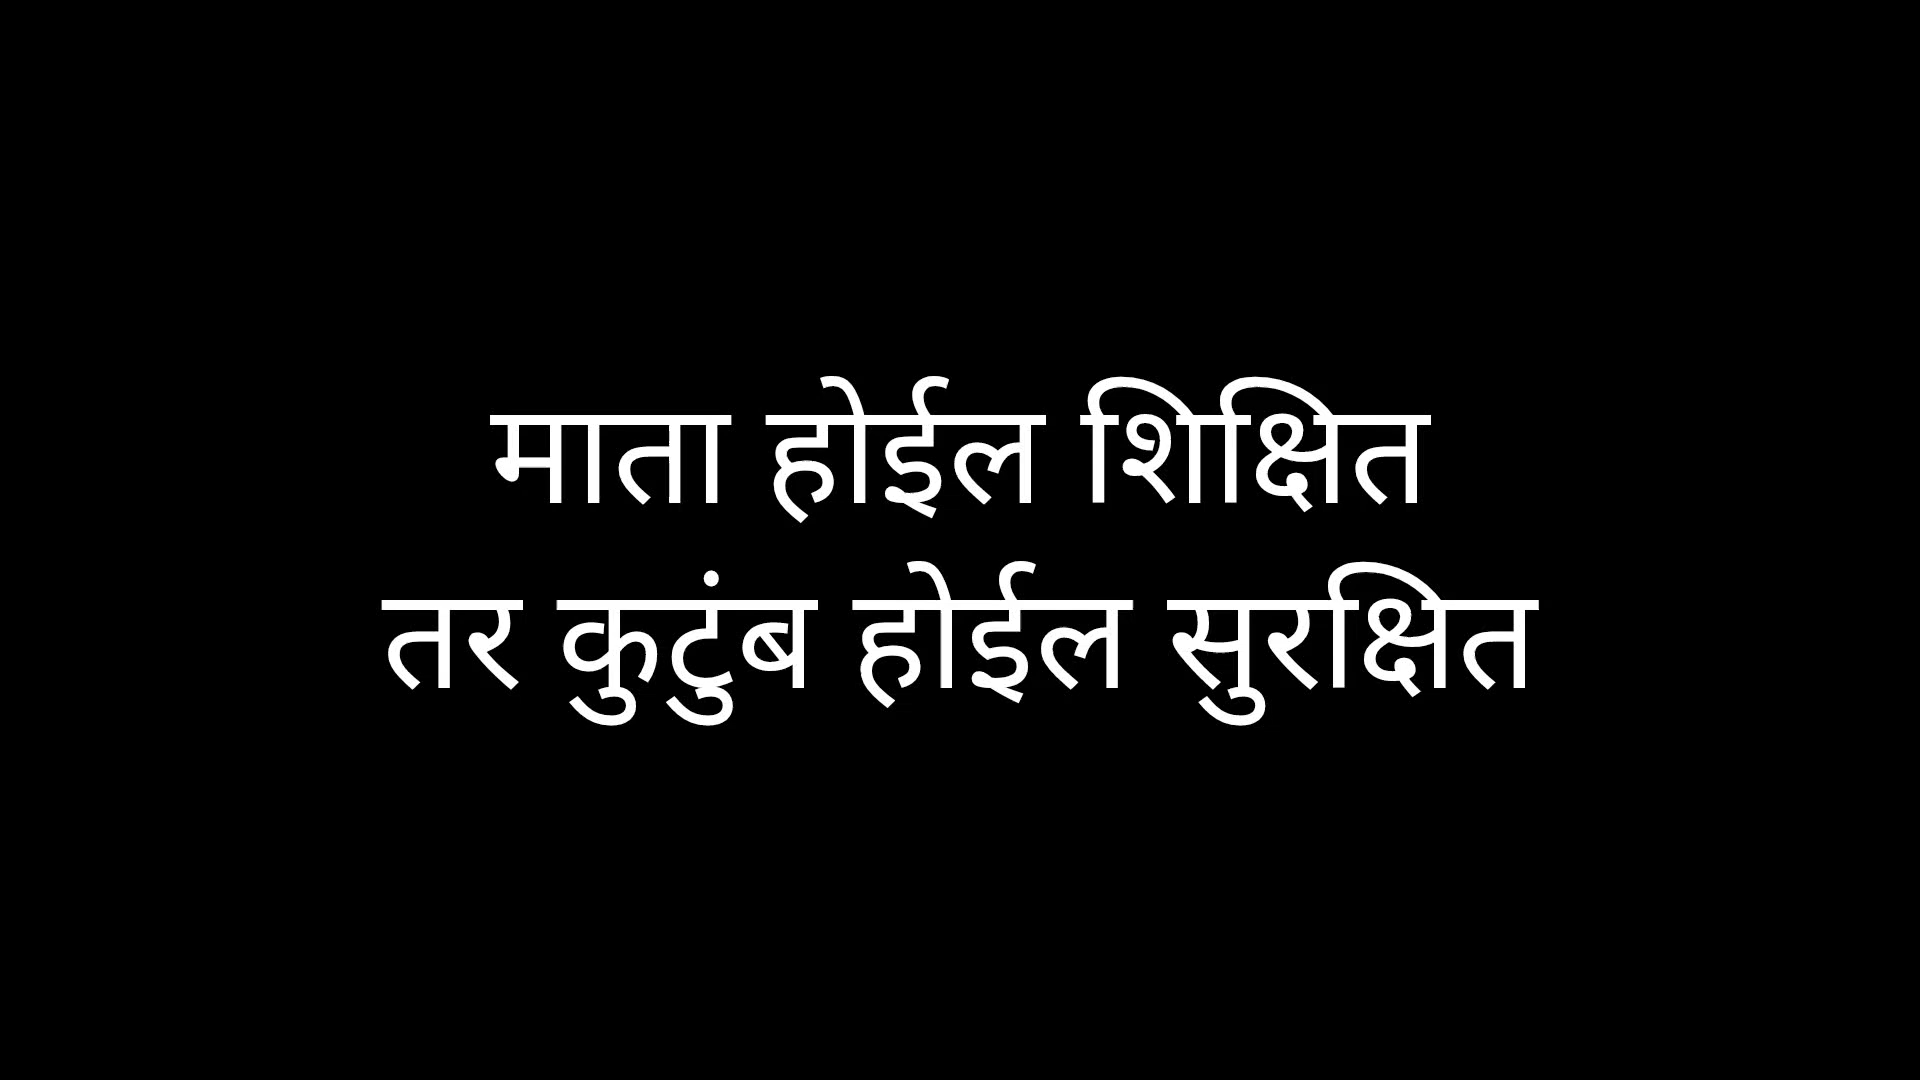 माता होईल शिक्षित
तर कुटुंब होईल सुरक्षित